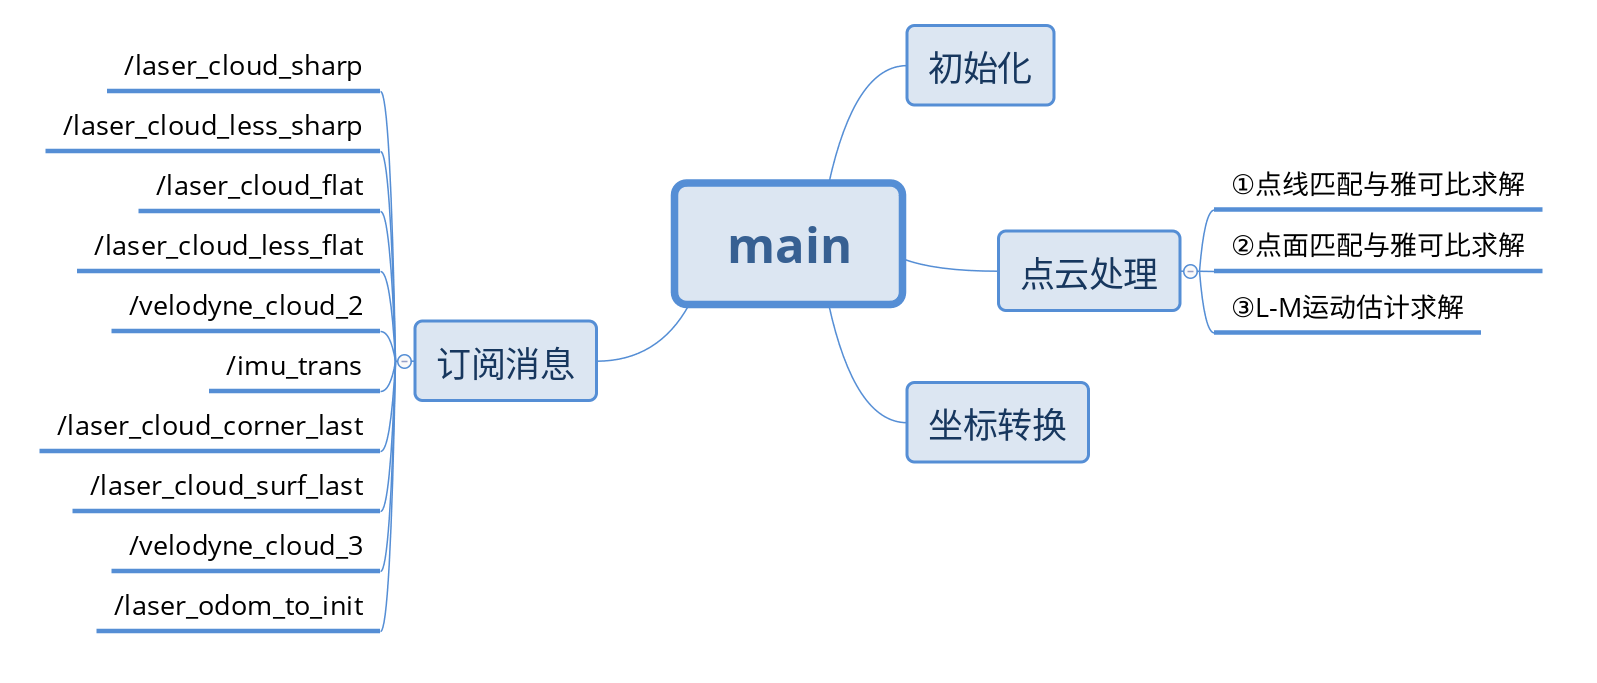 main
初始化
点云处理
①点线匹配与雅可比求解
②点面匹配与雅可比求解
③L-M运动估计求解
坐标转换
订阅消息
/laser_cloud_sharp
/laser_cloud_less_sharp
/laser_cloud_flat
/laser_cloud_less_flat
/velodyne_cloud_2
/imu_trans
/laser_cloud_corner_last
/laser_cloud_surf_last
/velodyne_cloud_3
/laser_odom_to_init